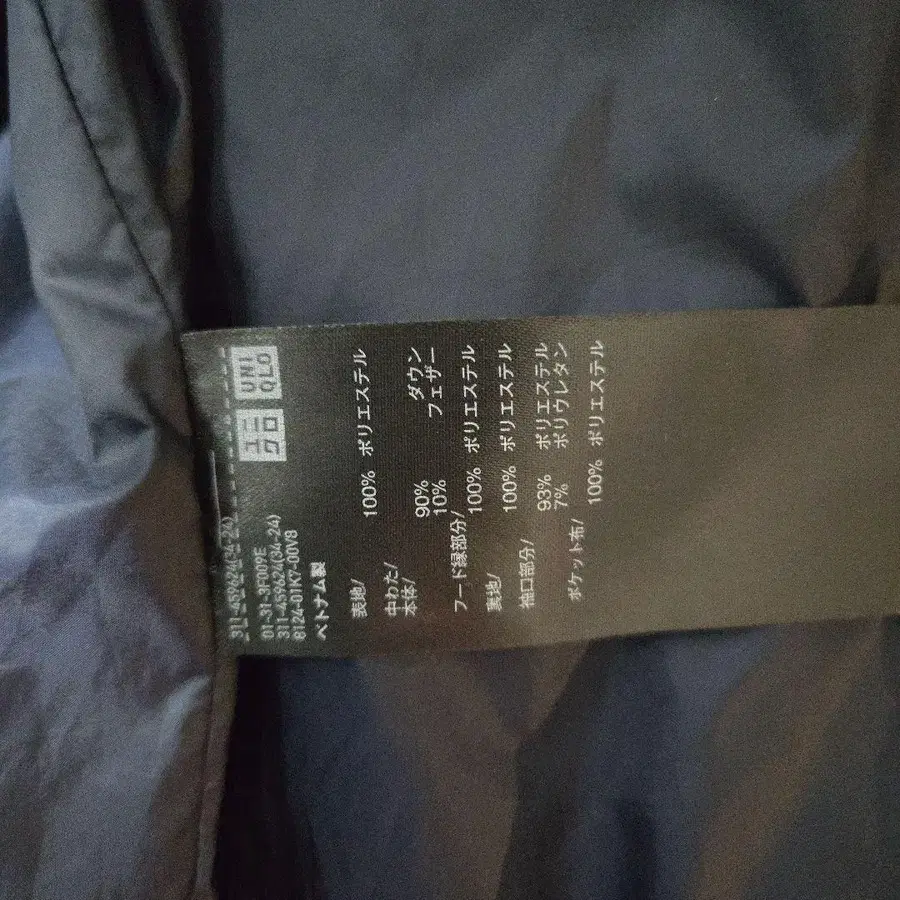 ユニ
クロ
UNI
QLO
311-459624(34-24)
01-31-3F009E
311-459624(34-24)
8124-01K7-00V8
ベトナム製
表地/
100% ポリエステル
中わた/
本体/
90% ダウン
10% フェザー
フード縁部分/
100% ポリエステル
裏地/
100% ポリエステル
袖口部分/
93% ポリエステル
7% ポリウレタン
ポケット布/
100% ポリエステル